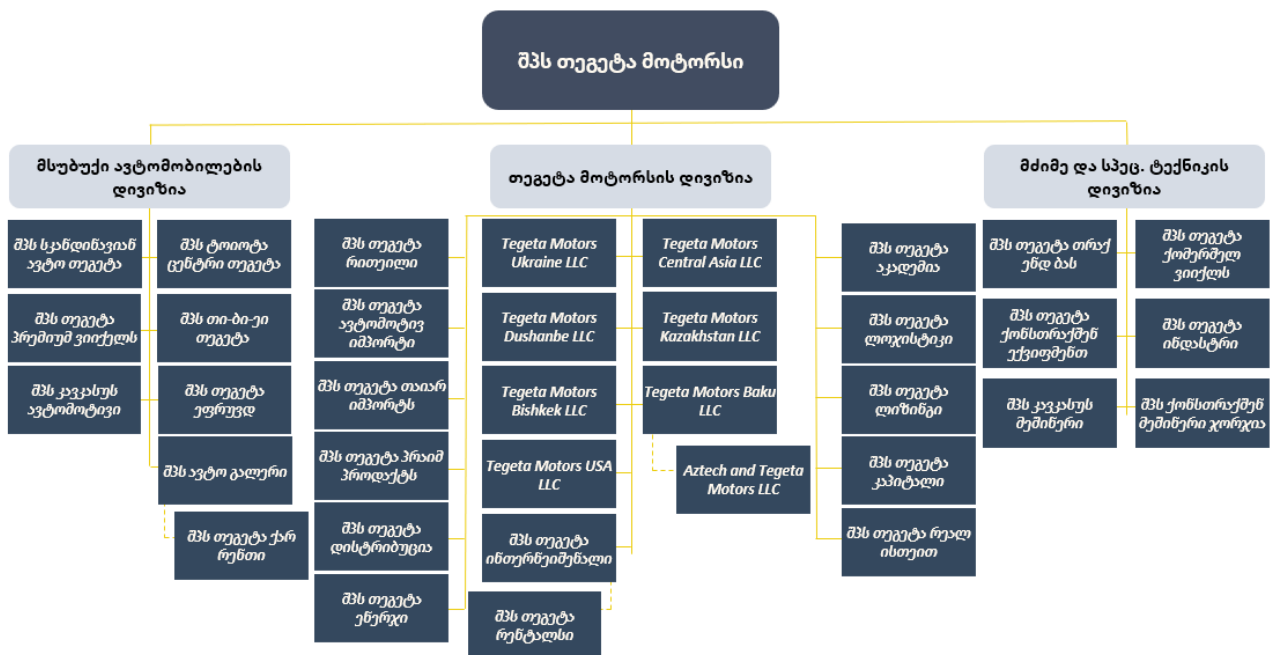 შპს თეგეტა მოტორსი
მსუბუქი ავტომობილების
დივიზია
შპს სკანდინავიან
ავტო თეგეტა
შპს ტოიოტა
ცენტრი თეგეტა
შპს თეგეტა
პრემიუმ ვიიქელს
შპს თი-ბი-ეი
თეგეტა
შპს კავკასუს
ავტომოტივი
შპს თეგეტა
ეფრუვდ
შპს ავტო გალერი
შპს თეგეტა ქარ
რენთი
თეგეტა მოტორსის დივიზია
შპს თეგეტა
რითეილი
შპს თეგეტა
ავტომოტივ
იმპორტი
შპს თეგეტა თაიარ
იმპორტს
შპს თეგეტა პრაიმ
პროდაქტს
შპს თეგეტა
დისტრიბუცია
შპს თეგეტა
ენერჯი
Tegeta Motors
Ukraine LLC
Tegeta Motors
Central Asia LLC
Tegeta Motors
Dushanbe LLC
Tegeta Motors
Kazakhstan LLC
Tegeta Motors
Bishkek LLC
Tegeta Motors Baku
LLC
Tegeta Motors USA
LLC
Aztech and Tegeta
Motors LLC
შპს თეგეტა
ინთერნეიშენალი
შპს თეგეტა
რენტალსი
შპს თეგეტა
აკადემია
შპს თეგეტა
ლოჯისტიკი
შპს თეგეტა
ლიზინგი
შპს თეგეტა
კაპიტალი
შპს თეგეტა რეალ
ისთეით
მძიმე და სპეც. ტექნიკის
დივიზია
შპს თეგეტა თრაქ
ენდ ბას
შპს თეგეტა
ქომერშელ
ვიიქლს
შპს თეგეტა
ქონსთრაქშენ
ექვიფმენთ
შპს თეგეტა
ინდასტრი
შპს კავკასუს
მეშინერი
შპს ქონსთრაქშენ
მეშინერი ჯორჯია